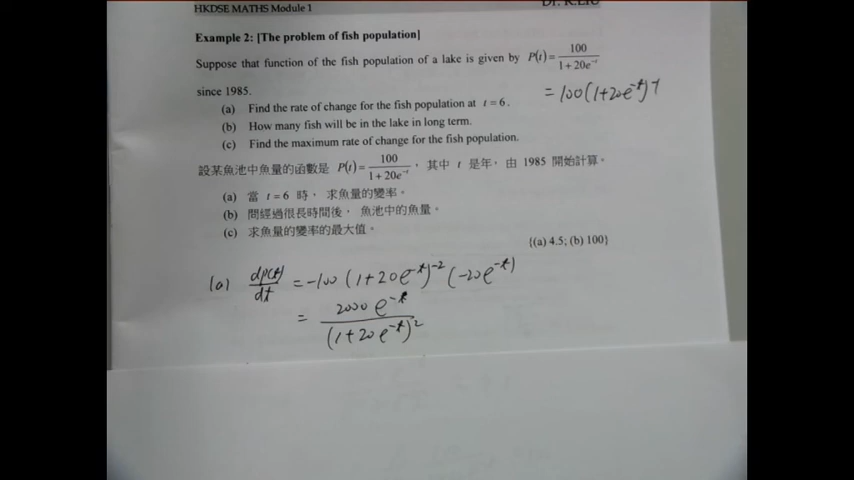 HKDSE MATHS Module 1
Dr. K.LIU
Example 2: [The problem of fish population]
Suppose that function of the fish population of a lake is given by P(t) = 100 / (1 + 20e^-t)
since 1985.
= 100 (1+20e^-t)^-1
(a) Find the rate of change for the fish population at t = 6.
(b) How many fish will be in the lake in long term.
(c) Find the maximum rate of change for the fish population.
設某魚池中魚量的函數是 P(t) = 100 / (1 + 20e^-t)，其中 t 是年，由 1985 開始計算。
(a) 當 t = 6 時，求魚量的變率。
(b) 問經過很長時間後，魚池中的魚量。
(c) 求魚量的變率的最大值。
{(a) 4.5; (b) 100}
(a) dP(t)/dt = -100 (1+20e^-t)^-2 (-20e^-t)
= 2000 e^-t / (1+20e^-t)^2